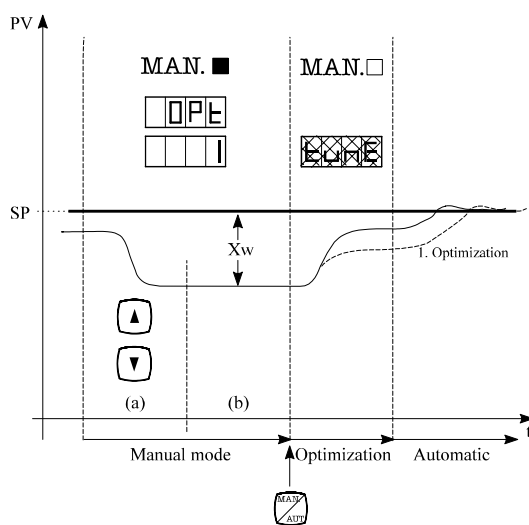 PV
MAN. MAN.
OPt
1 tunE
SP
Xw
1. Optimization
(a) (b)
t
Manual mode Optimization Automatic
MAN.
AUT